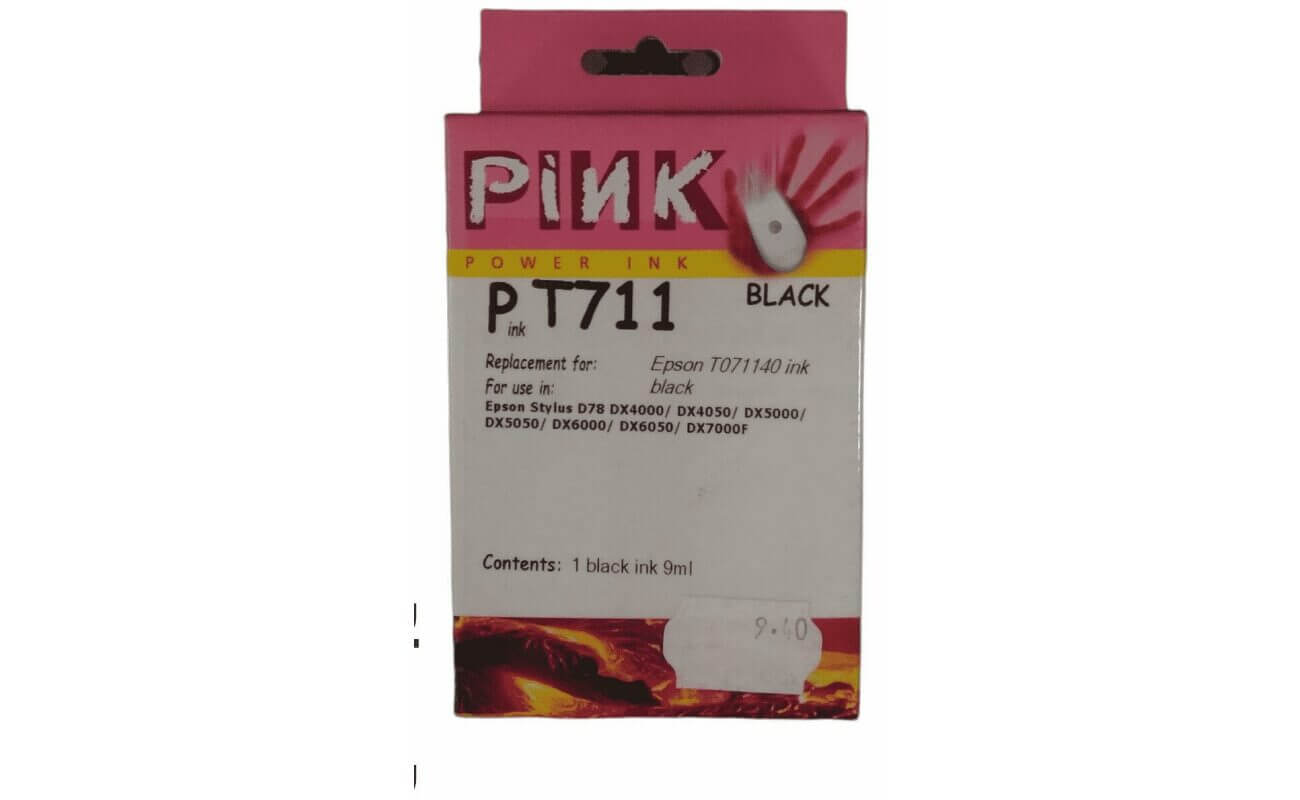 PINK
POWER INK
P ink T711 BLACK
Replacement for: Epson T071140 ink
For use in: black
Epson Stylus D78 DX4000/ DX4050/ DX5000/
DX5050/ DX6000/ DX6050/ DX7000F
Contents: 1 black ink 9ml
9.40